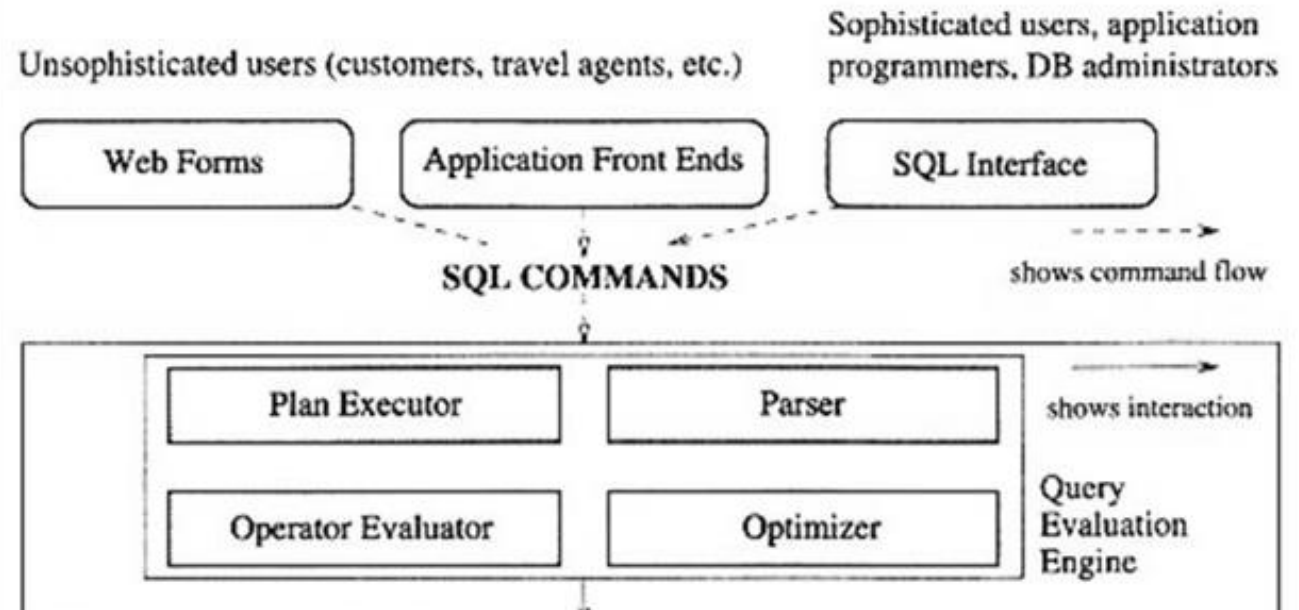 Unsophisticated users (customers, travel agents, etc.)
Sophisticated users, application
programmers, DB administrators
Web Forms
Application Front Ends
SQL Interface
SQL COMMANDS
shows command flow
Plan Executor
Parser
shows interaction
Operator Evaluator
Optimizer
Query
Evaluation
Engine